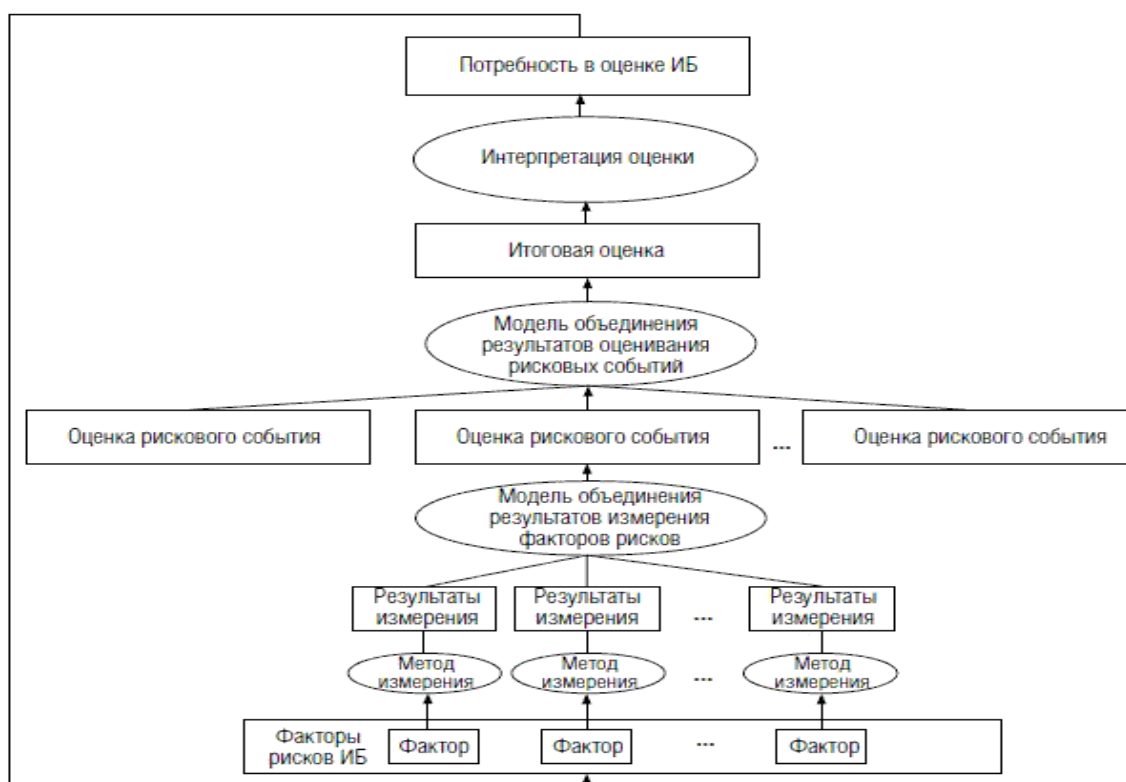 Потребность в оценке ИБ
Интерпретация оценки
Итоговая оценка
Модель объединения
результатов оценивания
рисковых событий
Оценка рискового события
Оценка рискового события
...
Оценка рискового события
Модель объединения
результатов измерения
факторов рисков
Результаты
измерения
Результаты
измерения
...
Результаты
измерения
Метод
измерения
Метод
измерения
...
Метод
измерения
Факторы
рисков ИБ
Фактор
Фактор
...
Фактор